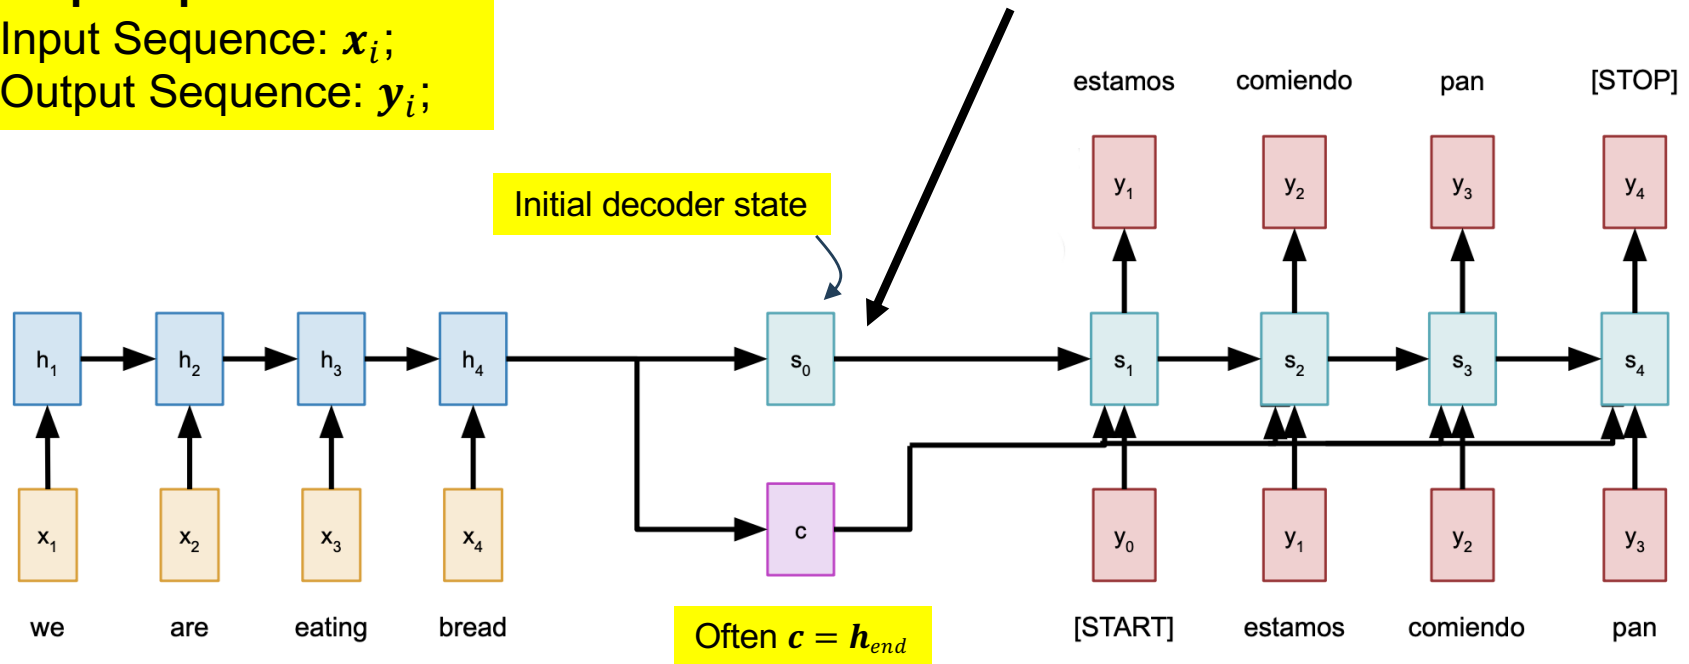 Input Sequence: 𝒙ᵢ;
Output Sequence: 𝒚ᵢ;
estamos comiendo pan [STOP]
y₁ y₂ y₃ y₄
Initial decoder state
h₁ h₂ h₃ h₄ s₀ s₁ s₂ s₃ s₄
x₁ x₂ x₃ x₄ c y₀ y₁ y₂ y₃
we are eating bread [START] estamos comiendo pan
Often 𝒄 = 𝒉ₑₙ𝑑